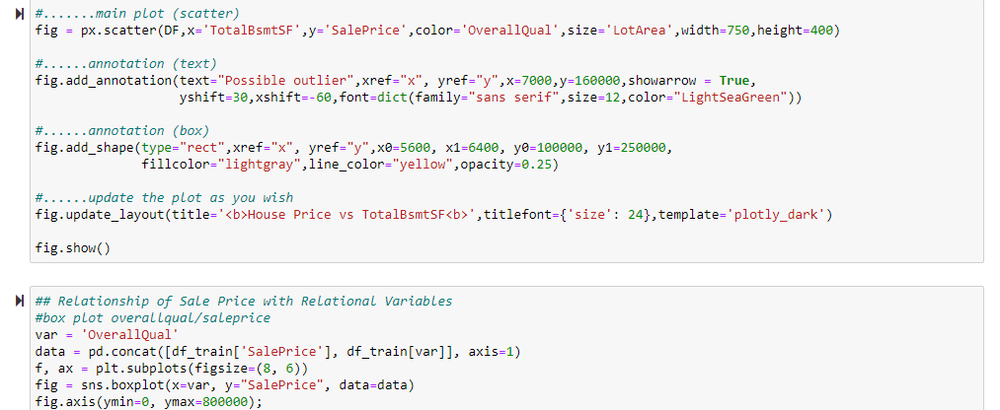 #.......main plot (scatter)
fig = px.scatter(DF,x='TotalBsmtSF',y='SalePrice',color='OverallQual',size='LotArea',width=750,height=400)
#......annotation (text)
fig.add_annotation(text="Possible outlier",xref="x", yref="y",x=7000,y=160000,showarrow = True,
yshift=30,xshift=-60,font=dict(family="sans serif",size=12,color="LightSeaGreen"))
#......annotation (box)
fig.add_shape(type="rect",xref="x", yref="y",x0=5600, x1=6400, y0=100000, y1=250000,
fillcolor="lightgray",line_color="yellow",opacity=0.25)
#......update the plot as you wish
fig.update_layout(title='<b>House Price vs TotalBsmtSF<b>',titlefont={'size': 24},template='plotly_dark')
fig.show()
## Relationship of Sale Price with Relational Variables
#box plot overallqual/saleprice
var = 'OverallQual'
data = pd.concat([df_train['SalePrice'], df_train[var]], axis=1)
f, ax = plt.subplots(figsize=(8, 6))
fig = sns.boxplot(x=var, y="SalePrice", data=data)
fig.axis(ymin=0, ymax=800000);